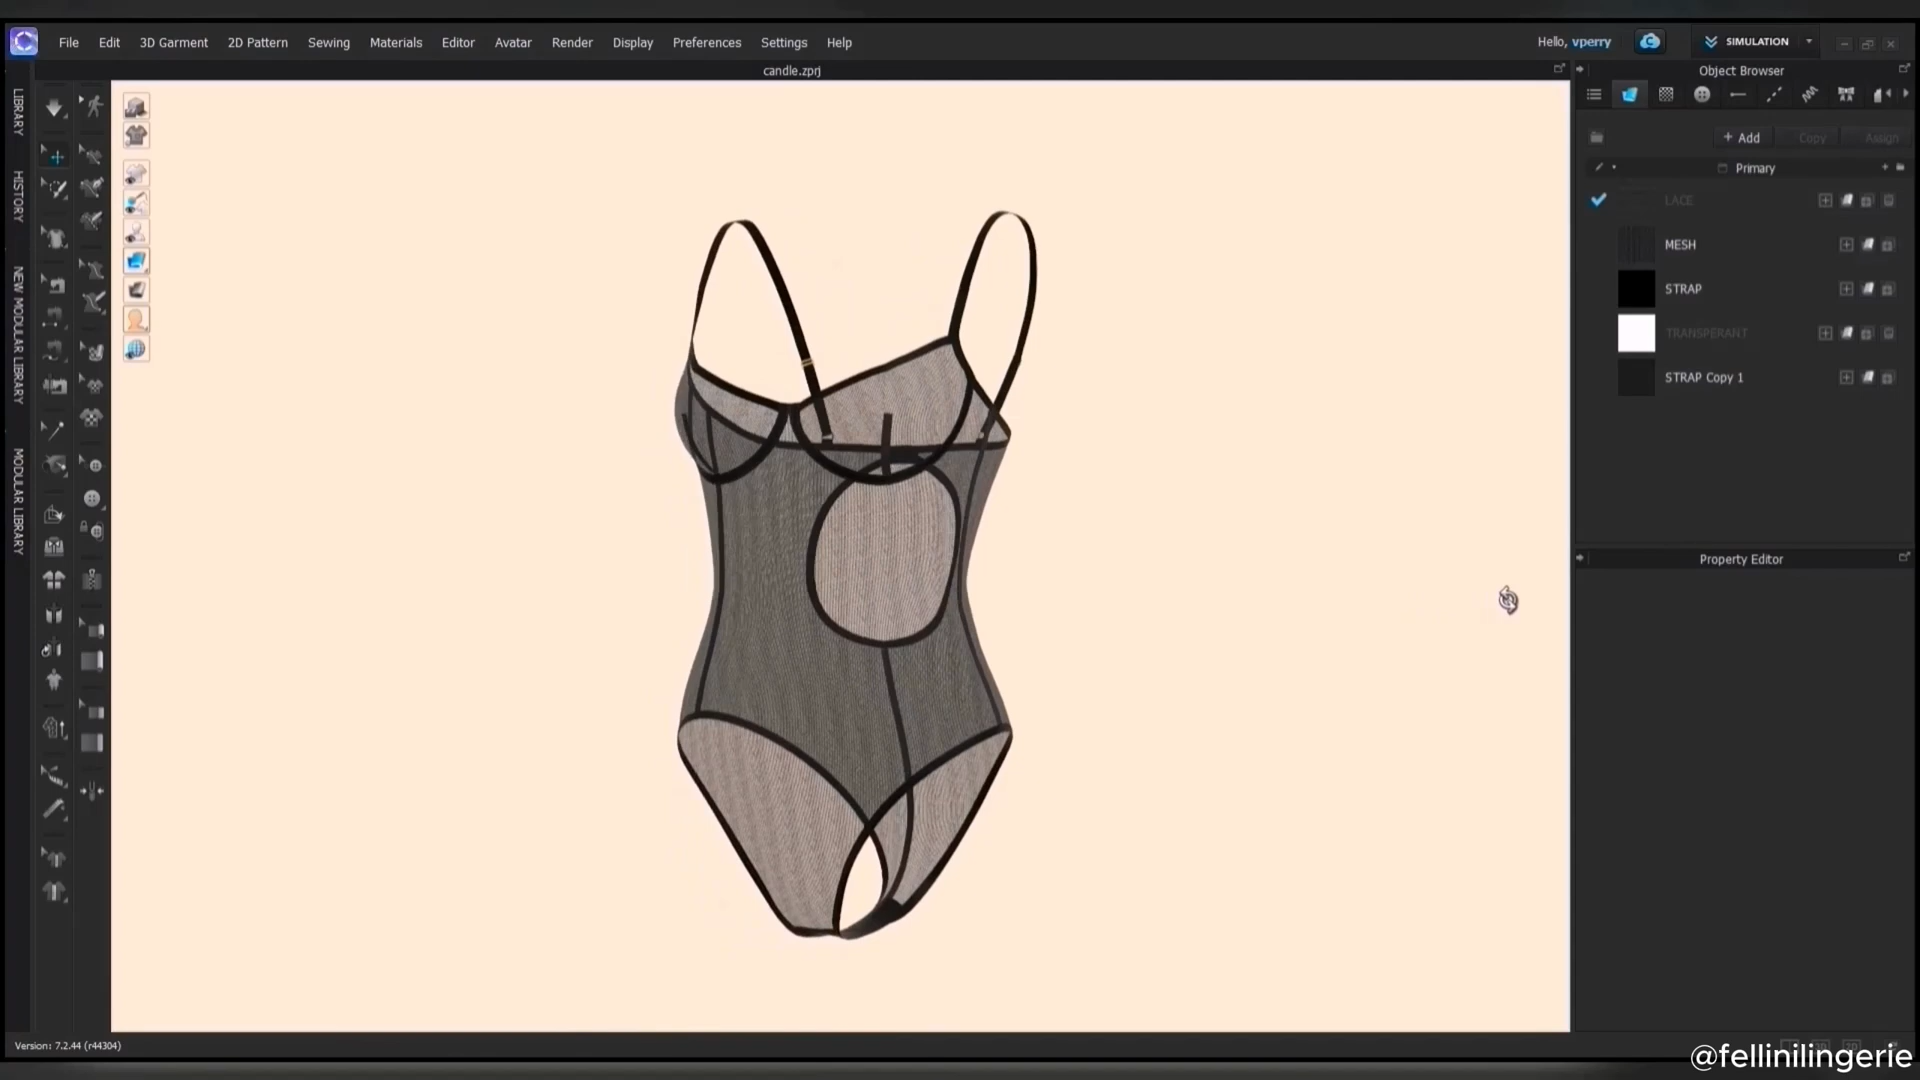 File Edit 3D Garment 2D Pattern Sewing Materials Editor Avatar Render Display Preferences Settings Help
Hello, vperry
SIMULATION
candle.zprj
Object Browser
+ Add Copy Assign
Primary
LACE
MESH
STRAP
TRANSPERANT
STRAP Copy 1
Property Editor
LIBRARY
HISTORY
NEW MODULAR LIBRARY
MODULAR LIBRARY
Version: 7.2.44 (r44304)
@fellinilingerie